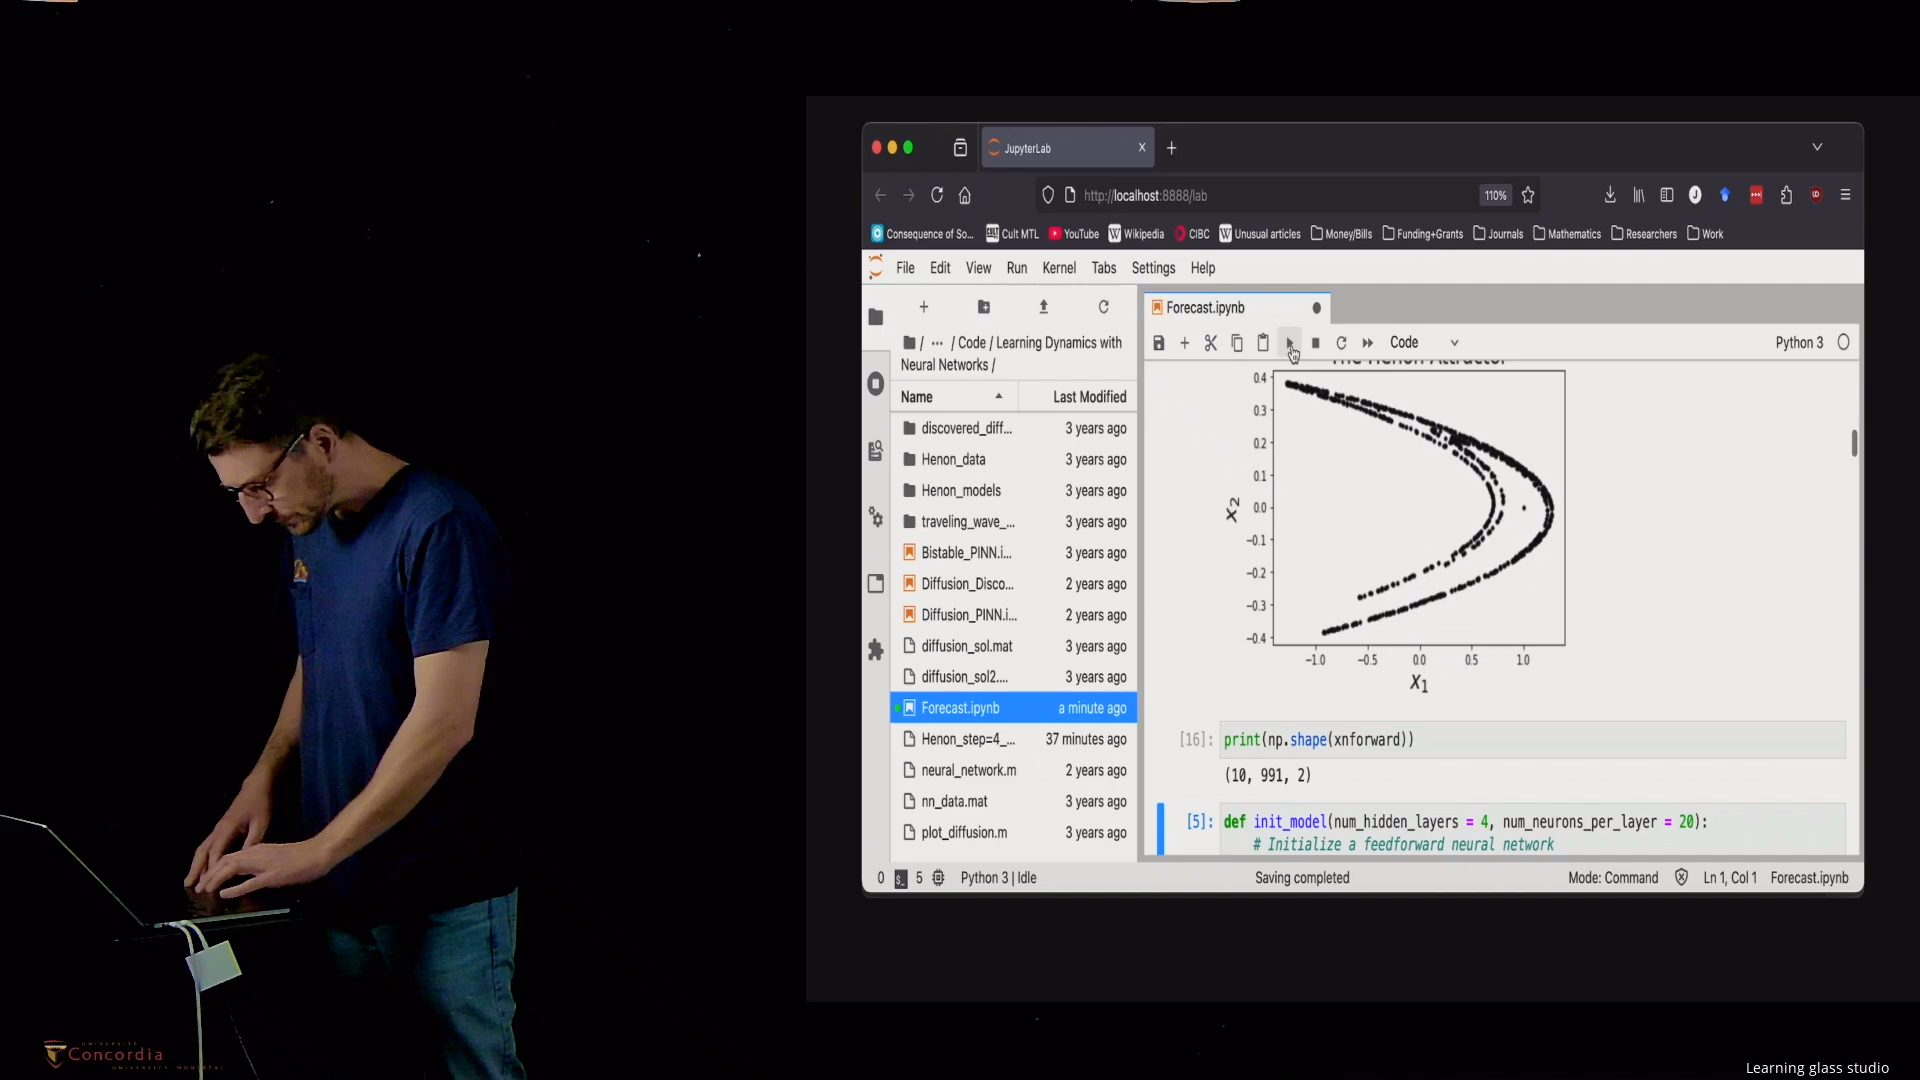 JupyterLab
http://localhost:8888/lab
110%
Consequence of So...
Cult MTL
YouTube
Wikipedia
CIBC
Unusual articles
Money/Bills
Funding+Grants
Journals
Mathematics
Researchers
Work
File Edit View Run Kernel Tabs Settings Help
/ ··· / Code / Learning Dynamics with
Neural Networks /
Name Last Modified
discovered_diff... 3 years ago
Henon_data 3 years ago
Henon_models 3 years ago
traveling_wave_... 3 years ago
Bistable_PINN.i... 3 years ago
Diffusion_Disco... 2 years ago
Diffusion_PINN.i... 2 years ago
diffusion_sol.mat 3 years ago
diffusion_sol2.... 3 years ago
Forecast.ipynb a minute ago
Henon_step=4_... 37 minutes ago
neural_network.m 2 years ago
nn_data.mat 3 years ago
plot_diffusion.m 3 years ago
Forecast.ipynb
Code
Python 3
The Henon Attractor
0.4
0.3
0.2
0.1
0.0
−0.1
−0.2
−0.3
−0.4
x2
−1.0 −0.5 0.0 0.5 1.0
x1
[16]: print(np.shape(xnforward))
(10, 991, 2)
[5]: def init_model(num_hidden_layers = 4, num_neurons_per_layer = 20):
# Initialize a feedforward neural network
0 5 Python 3 | Idle Saving completed Mode: Command Ln 1, Col 1 Forecast.ipynb
UNIVERSITÉ
Concordia
UNIVERSITY MONTRÉAL
Learning glass studio